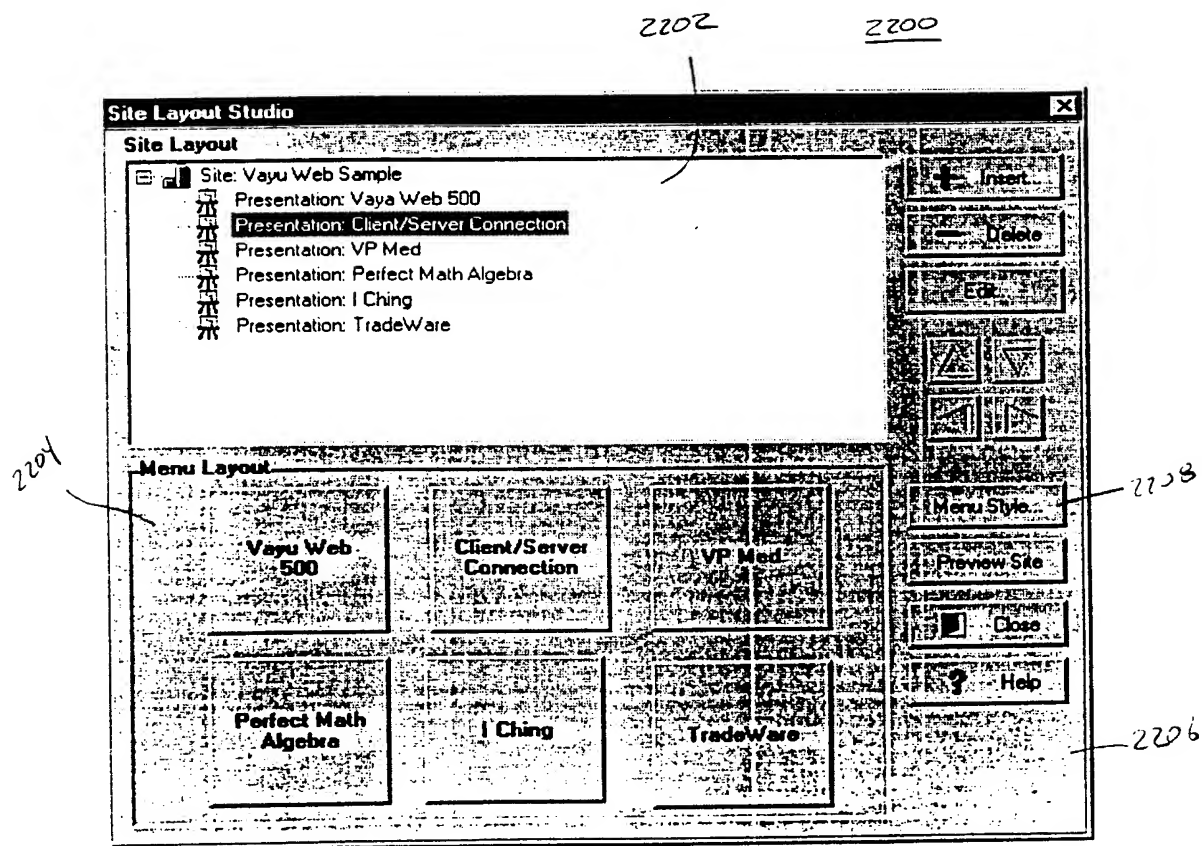 2202
2200
Site Layout Studio
Site Layout
Site: Vayu Web Sample
Presentation: Vaya Web 500
Presentation: Client/Server Connection
Presentation: VP Med
Presentation: Perfect Math Algebra
Presentation: I Ching
Presentation: TradeWare
Insert...
Delete
Edit...
2204
Menu Layout
Vayu Web
500
Client/Server
Connection
VP Med
Perfect Math
Algebra
I Ching
TradeWare
Menu Style...
2208
Preview Site
Close
? Help
2206